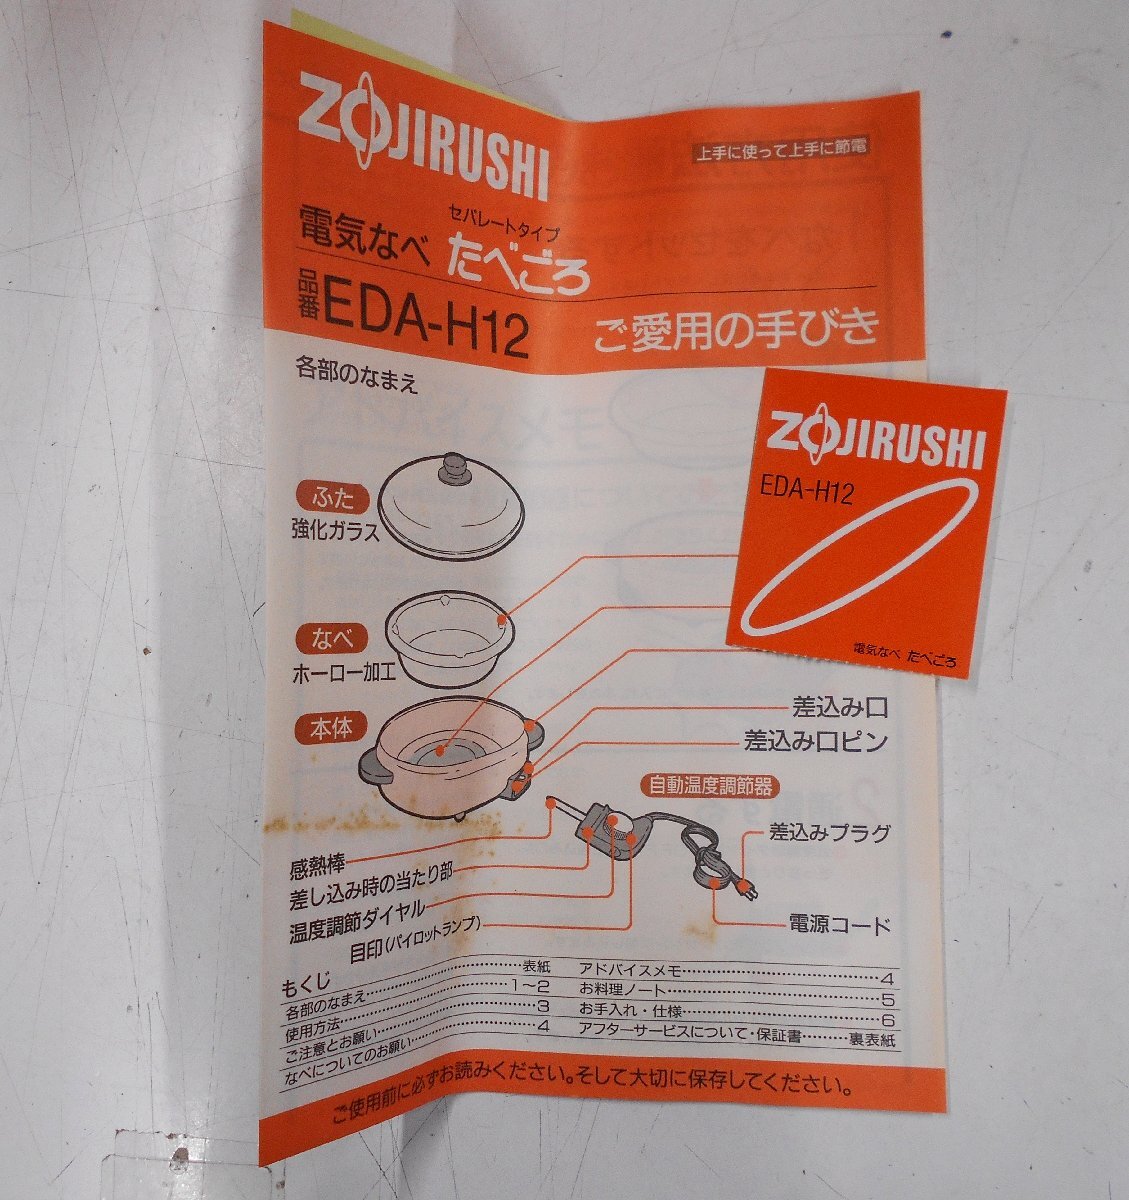 ZOJIRUSHI
上手に使って上手に節電
電気なべ セパレートタイプ たべごろ
品番 EDA-H12
ご愛用の手びき
各部のなまえ
ZOJIRUSHI
EDA-H12
電気なべ たべごろ
ふた
強化ガラス
なべ
ホーロー加工
本体
差込み口
差込み口ピン
自動温度調節器
差込みプラグ
電源コード
感熱棒
差し込み時の当たり部
温度調節ダイヤル
目印(パイロットランプ)
もくじ
各部のなまえ………表紙
使用方法………1~2
ご注意とお願い………3
なべについてのお願い………4
アドバイスメモ………4
お料理ノート………5
お手入れ・仕様………6
アフターサービスについて・保証書………裏表紙
ご使用前に必ずお読みください。そして大切に保存してください。